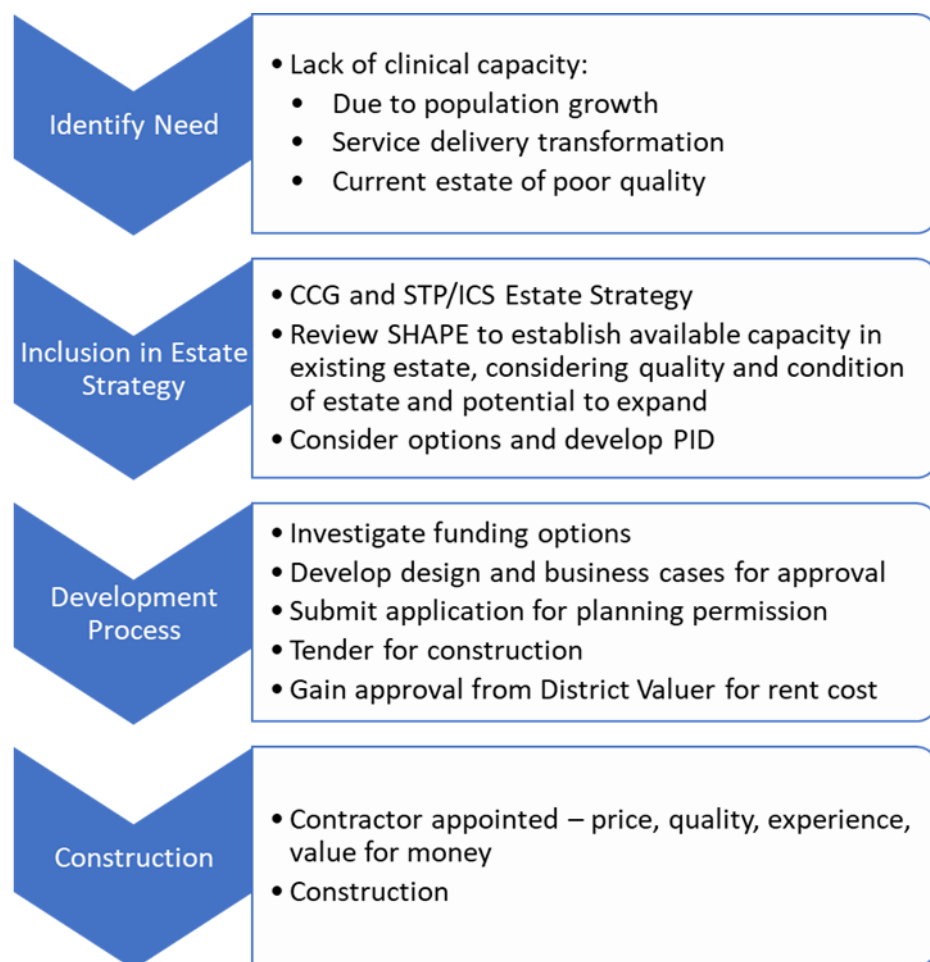 Identify Need
• Lack of clinical capacity:
• Due to population growth
• Service delivery transformation
• Current estate of poor quality
Inclusion in Estate
Strategy
• CCG and STP/ICS Estate Strategy
• Review SHAPE to establish available capacity in
existing estate, considering quality and condition
of estate and potential to expand
• Consider options and develop PID
Development
Process
• Investigate funding options
• Develop design and business cases for approval
• Submit application for planning permission
• Tender for construction
• Gain approval from District Valuer for rent cost
Construction
• Contractor appointed – price, quality, experience,
value for money
• Construction